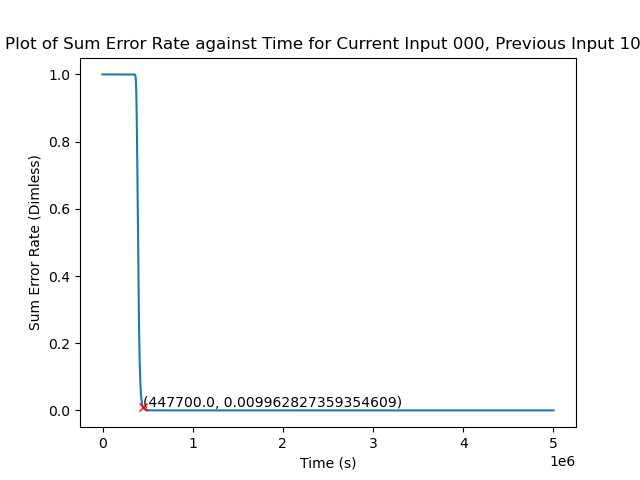 Plot of Sum Error Rate against Time for Current Input 000, Previous Input 10
1.0
0.8
0.6
0.4
0.2
0.0
Sum Error Rate (Dimless)
(447700.0, 0.009962827359354609)
0 1 2 3 4 5
1e6
Time (s)